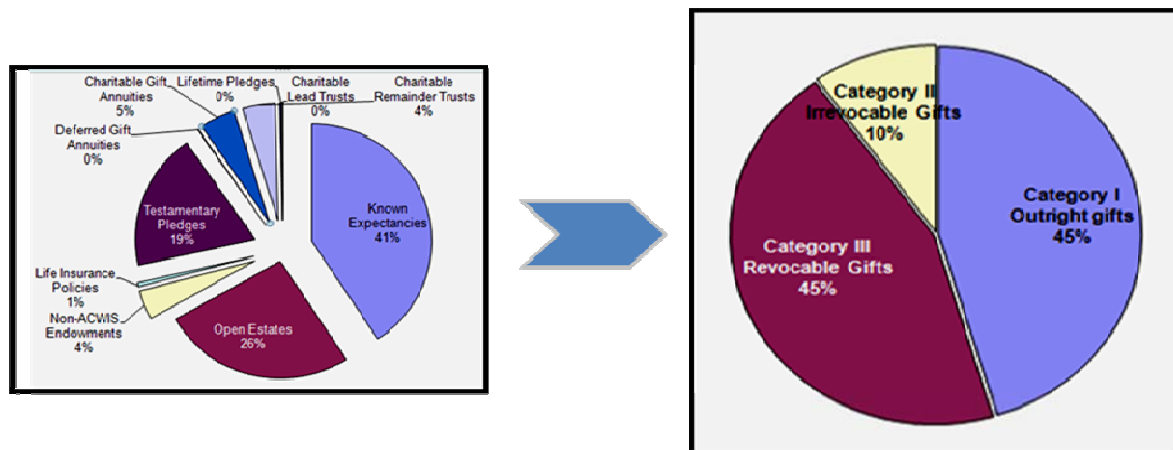 Charitable Gift
Annuities
5%
Lifetime Pledges
0%
Charitable
Lead Trusts
0%
Charitable
Remainder Trusts
4%
Deferred Gift
Annuities
0%
Known
Expectancies
41%
Testamentary
Pledges
19%
Life Insurance
Policies
1%
Non-ACWIS
Endowments
4%
Open Estates
26%
Category II
Irrevocable Gifts
10%
Category I
Outright gifts
45%
Category III
Revocable Gifts
45%